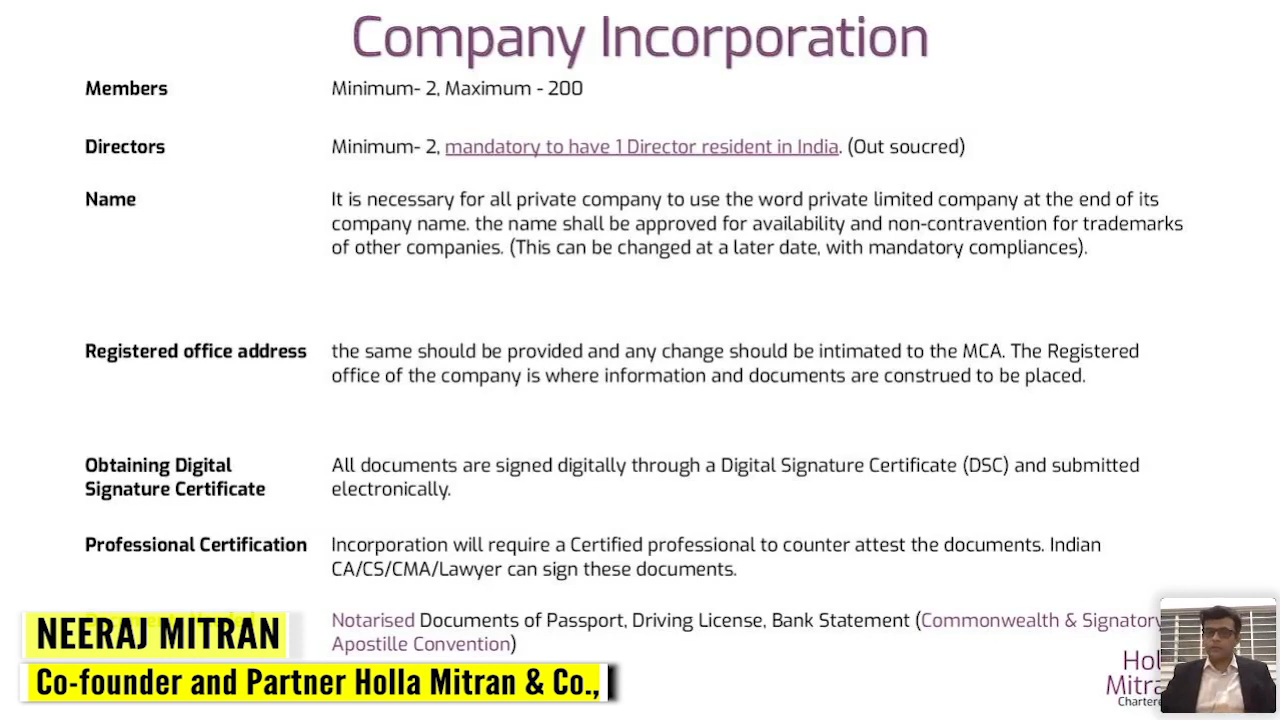 Company Incorporation
Members Minimum- 2, Maximum - 200
Directors Minimum- 2, mandatory to have 1 Director resident in India. (Out soucred)
Name It is necessary for all private company to use the word private limited company at the end of its
company name. the name shall be approved for availability and non-contravention for trademarks
of other companies. (This can be changed at a later date, with mandatory compliances).
Registered office address the same should be provided and any change should be intimated to the MCA. The Registered
office of the company is where information and documents are construed to be placed.
Obtaining Digital All documents are signed digitally through a Digital Signature Certificate (DSC) and submitted
Signature Certificate electronically.
Professional Certification Incorporation will require a Certified professional to counter attest the documents. Indian
CA/CS/CMA/Lawyer can sign these documents.
Notarised Documents of Passport, Driving License, Bank Statement (Commonwealth & Signatory
Apostille Convention)
NEERAJ MITRAN
Co-founder and Partner Holla Mitran & Co.,